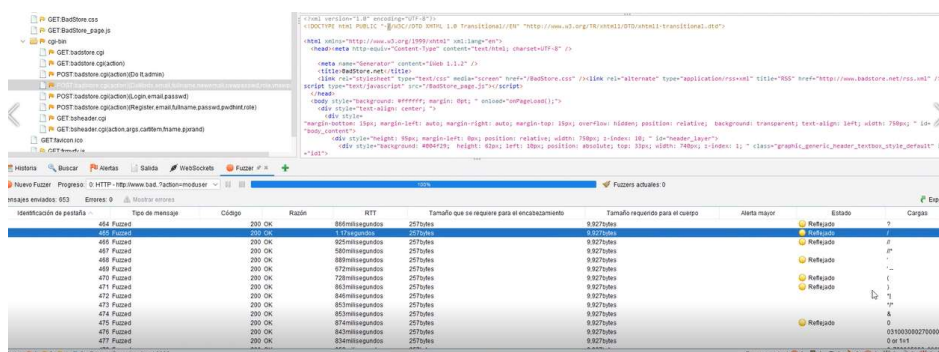 GET:BadStore.css
GET:BadStore_page.js
cgi-bin
GET:badstore.cgi
GET:badstore.cgi(action)
POST:badstore.cgi(action)(Do It,admin)
POST:badstore.cgi(action)(Login,email,passwd)
POST:badstore.cgi(action)(Register,email,fullname,passwd,pwdhint,role)
GET:bsheader.cgi
GET:bsheader.cgi(action,args,cartitem,fname,pjxrand)
GET:favicon.ico
<?xml version="1.0" encoding="UTF-8"?>
<!DOCTYPE html PUBLIC "-//W3C//DTD XHTML 1.0 Transitional//EN" "http://www.w3.org/TR/xhtml1/DTD/xhtml1-transitional.dtd">
<html xmlns="http://www.w3.org/1999/xhtml" xml:lang="en">
<head><meta http-equiv="Content-Type" content="text/html; charset=UTF-8" />
<meta name="Generator" content="iWeb 1.1.2" />
<title>BadStore.net</title>
<link rel="stylesheet" type="text/css" media="screen" href="/BadStore.css" /><link rel="alternate" type="application/rss+xml" title="RSS" href="http://www.badstore.net/rss.xml" />
script type="text/javascript" src="/BadStore_page.js"></script>
</head>
<body style="background: #ffffff; margin: 0pt; " onload="onPageLoad();">
<div style="text-align: center; ">
<div style=
"margin-bottom: 15px; margin-left: auto; margin-right: auto; margin-top: 15px; overflow: hidden; position: relative; background: transparent; text-align: left; width: 750px; " id=
"body_content">
<div style="height: 95px; margin-left: 0px; position: relative; width: 750px; z-index: 10; " id="header_layer">
<div style="background: #804f29; height: 62px; left: 10px; position: absolute; top: 33px; width: 740px; z-index: 1; " class="graphic_generic_header_textbox_style_default"
="id1">
Historia Buscar Alertas Salida WebSockets Fuzzer
Nuevo Fuzzer Progreso: 0: HTTP - http://www.bad..?action=moduser 100% Fuzzers actuales: 0
ensajes enviados: 853 Errores: 0 Mostrar errores Exp
Identificación de pestaña Tipo de mensaje Código Razón RTT Tamaño que se requiere para el encabezamiento Tamaño requerido para el cuerpo Alerta mayor Estado Cargas
464 Fuzzed 200 OK 866milisegundos 257bytes 9,927bytes Reflejado ?
465 Fuzzed 200 OK 1.17segundos 257bytes 9,927bytes Reflejado /
466 Fuzzed 200 OK 925milisegundos 257bytes 9,927bytes Reflejado //
467 Fuzzed 200 OK 580milisegundos 257bytes 9,927bytes //*
468 Fuzzed 200 OK 889milisegundos 257bytes 9,927bytes Reflejado '
469 Fuzzed 200 OK 672milisegundos 257bytes 9,927bytes ' --
470 Fuzzed 200 OK 728milisegundos 257bytes 9,927bytes Reflejado (
471 Fuzzed 200 OK 863milisegundos 257bytes 9,927bytes Reflejado )
472 Fuzzed 200 OK 846milisegundos 257bytes 9,927bytes *|
473 Fuzzed 200 OK 853milisegundos 257bytes 9,927bytes */*
474 Fuzzed 200 OK 853milisegundos 257bytes 9,927bytes &
475 Fuzzed 200 OK 874milisegundos 257bytes 9,927bytes Reflejado 0
476 Fuzzed 200 OK 843milisegundos 257bytes 9,927bytes
477 Fuzzed 200 OK 834milisegundos 257bytes 9,927bytes 0 or 1=1